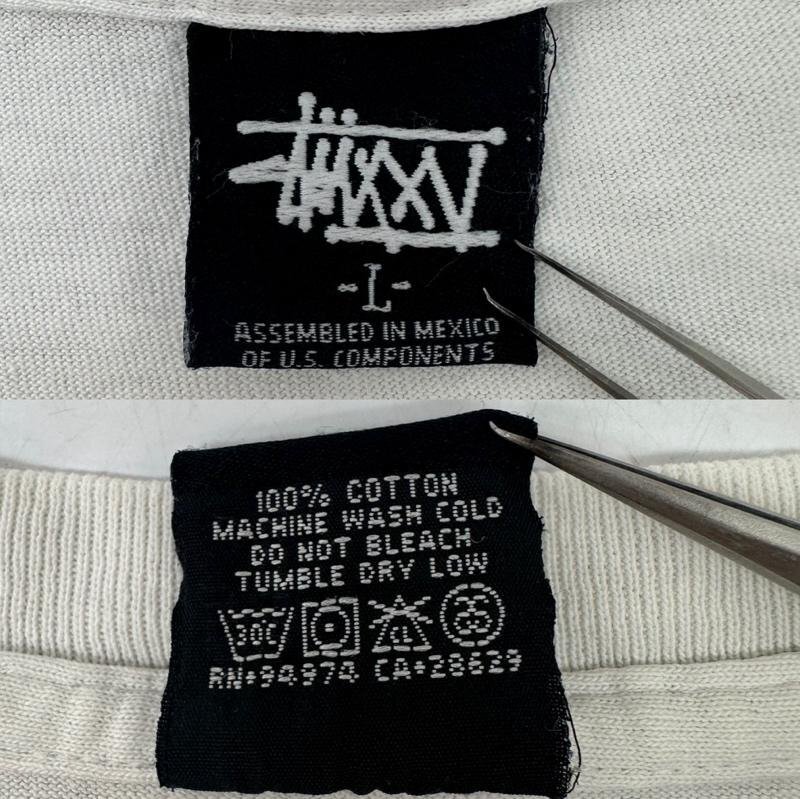 -L-
ASSEMBLED IN MEXICO
OF U.S. COMPONENTS
100% COTTON
MACHINE WASH COLD
DO NOT BLEACH
TUMBLE DRY LOW
30C
CL
RN•94974 CA•28629